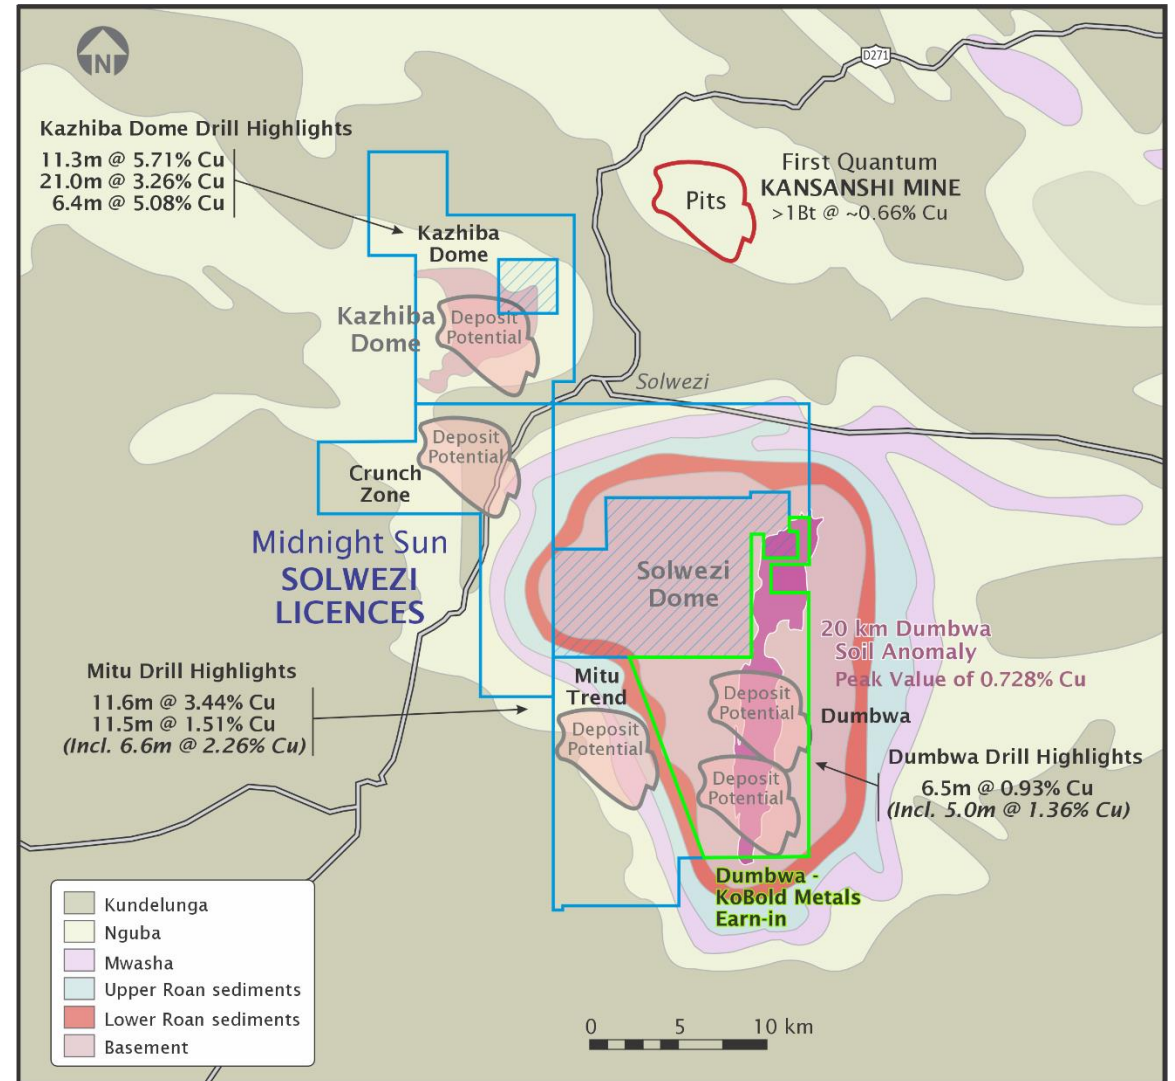 N
D271
Kazhiba Dome Drill Highlights
11.3m @ 5.71% Cu
21.0m @ 3.26% Cu
6.4m @ 5.08% Cu
First Quantum
KANSANSHI MINE
>1Bt @ ~0.66% Cu
Pits
Kazhiba
Dome
Kazhiba
Dome
Deposit
Potential
Solwezi
Deposit
Potential
Crunch
Zone
Midnight Sun
SOLWEZI
LICENCES
Solwezi
Dome
20 km Dumbwa
Soil Anomaly
Peak Value of 0.728% Cu
Mitu Drill Highlights
11.6m @ 3.44% Cu
11.5m @ 1.51% Cu
(Incl. 6.6m @ 2.26% Cu)
Mitu
Trend
Deposit
Potential
Deposit
Potential
Dumbwa
Deposit
Potential
Dumbwa Drill Highlights
6.5m @ 0.93% Cu
(Incl. 5.0m @ 1.36% Cu)
Dumbwa -
KoBold Metals
Earn-in
Kundelunga
Nguba
Mwasha
Upper Roan sediments
Lower Roan sediments
Basement
0 5 10 km